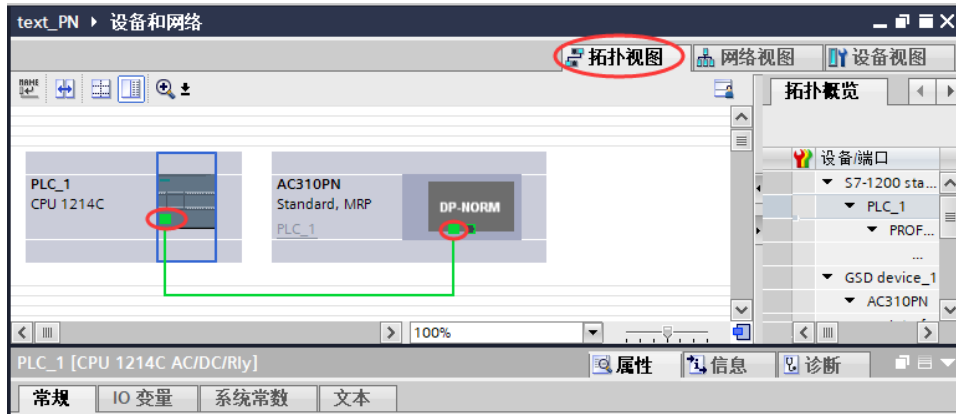 text_PN ▸ 设备和网络
拓扑视图 网络视图 设备视图
NAME
拓扑概览
设备/端口
PLC_1
CPU 1214C
AC310PN
Standard, MRP
PLC_1
DP-NORM
S7-1200 sta...
PLC_1
PROF...
...
GSD device_1
AC310PN
100%
PLC_1 [CPU 1214C AC/DC/Rly]
属性 信息 诊断
常规 IO 变量 系统常数 文本